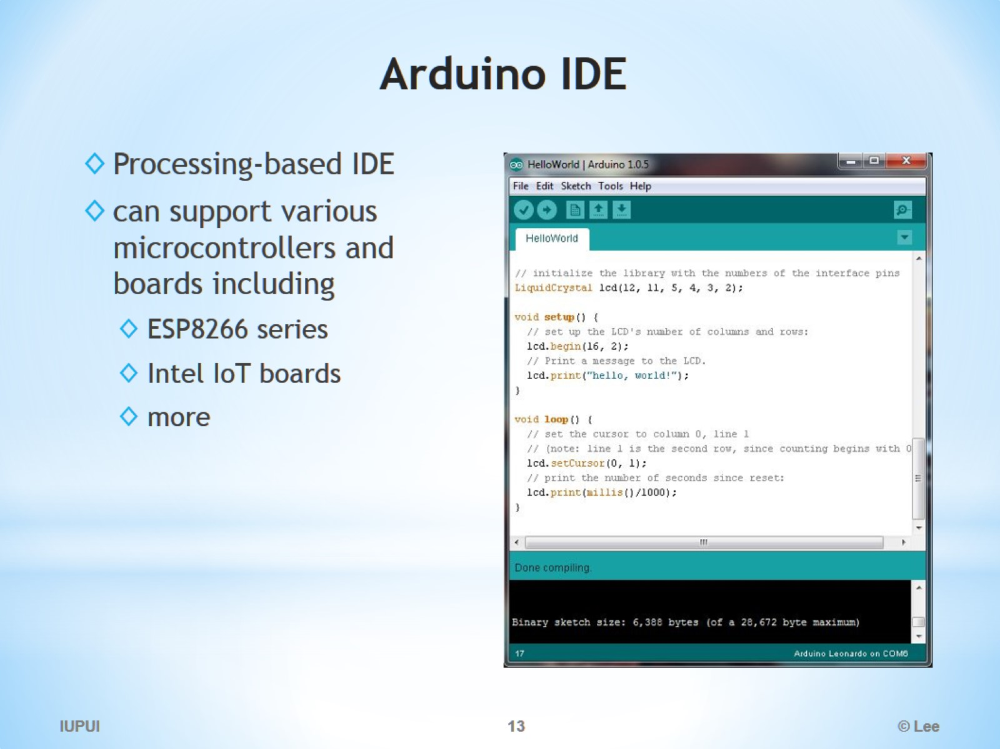 Arduino IDE
Processing-based IDE
can support various
microcontrollers and
boards including
ESP8266 series
Intel IoT boards
more
HelloWorld | Arduino 1.0.5
File Edit Sketch Tools Help
HelloWorld
// initialize the library with the numbers of the interface pins
LiquidCrystal lcd(12, 11, 5, 4, 3, 2);
void setup() {
// set up the LCD's number of columns and rows:
lcd.begin(16, 2);
// Print a message to the LCD.
lcd.print("hello, world!");
}
void loop() {
// set the cursor to column 0, line 1
// (note: line 1 is the second row, since counting begins with 0
lcd.setCursor(0, 1);
// print the number of seconds since reset:
lcd.print(millis()/1000);
}
Done compiling.
Binary sketch size: 6,388 bytes (of a 28,672 byte maximum)
17 Arduino Leonardo on COM6
IUPUI 13 © Lee